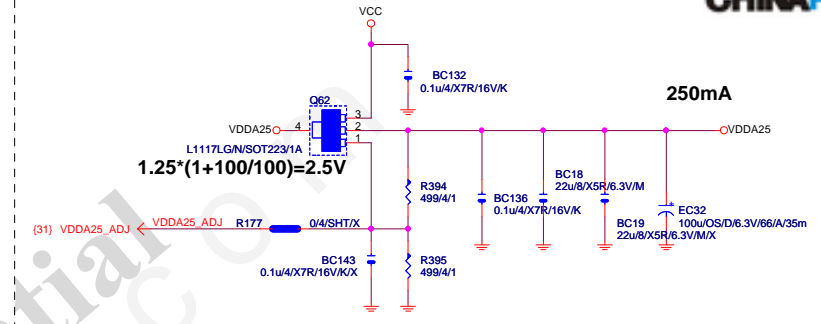 CHINA
VCC
BC132
0.1u/4/X7R/16V/K
Q62
3
2
1
VDDA25
4
L1117LG/N/SOT223/1A
1.25*(1+100/100)=2.5V
250mA
VDDA25
R394
499/4/1
BC136
0.1u/4/X7R/16V/K
BC18
22u/8/X5R/6.3V/M
BC19
22u/8/X5R/6.3V/M/X
EC32
100u/OS/D/6.3V/66/A/35m
{31} VDDA25_ADJ
VDDA25_ADJ
R177
0/4/SHT/X
BC143
0.1u/4/X7R/16V/K/X
R395
499/4/1
ntial
com